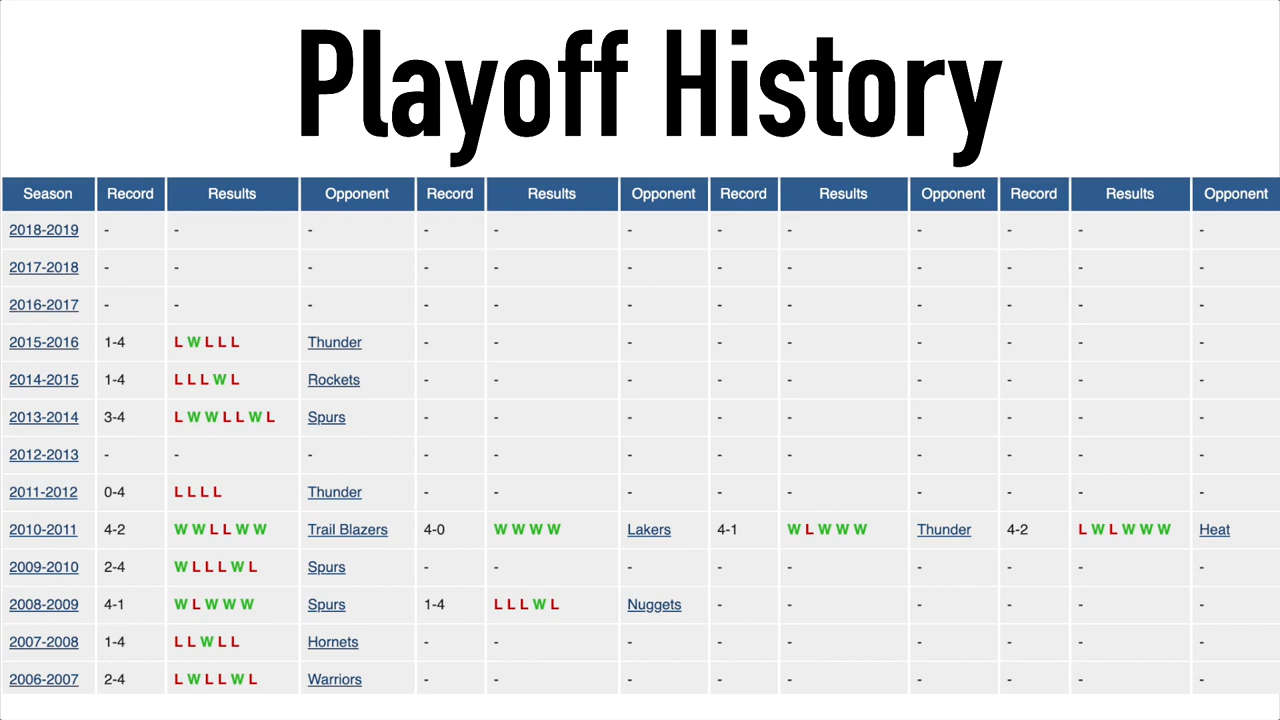 Playoff History
Season Record Results Opponent Record Results Opponent Record Results Opponent Record Results Opponent
2018-2019 - - - - - - - - - - - -
2017-2018 - - - - - - - - - - - -
2016-2017 - - - - - - - - - - - -
2015-2016 1-4 L W L L L Thunder - - - - - - - - -
2014-2015 1-4 L L L W L Rockets - - - - - - - - -
2013-2014 3-4 L W W L L W L Spurs - - - - - - - - -
2012-2013 - - - - - - - - - - - -
2011-2012 0-4 L L L L Thunder - - - - - - - - -
2010-2011 4-2 W W L L W W Trail Blazers 4-0 W W W W Lakers 4-1 W L W W W Thunder 4-2 L W L W W W Heat
2009-2010 2-4 W L L L W L Spurs - - - - - - - - -
2008-2009 4-1 W L W W W Spurs 1-4 L L L W L Nuggets - - - - - -
2007-2008 1-4 L L W L L Hornets - - - - - - - - -
2006-2007 2-4 L W L L W L Warriors - - - - - - - - -